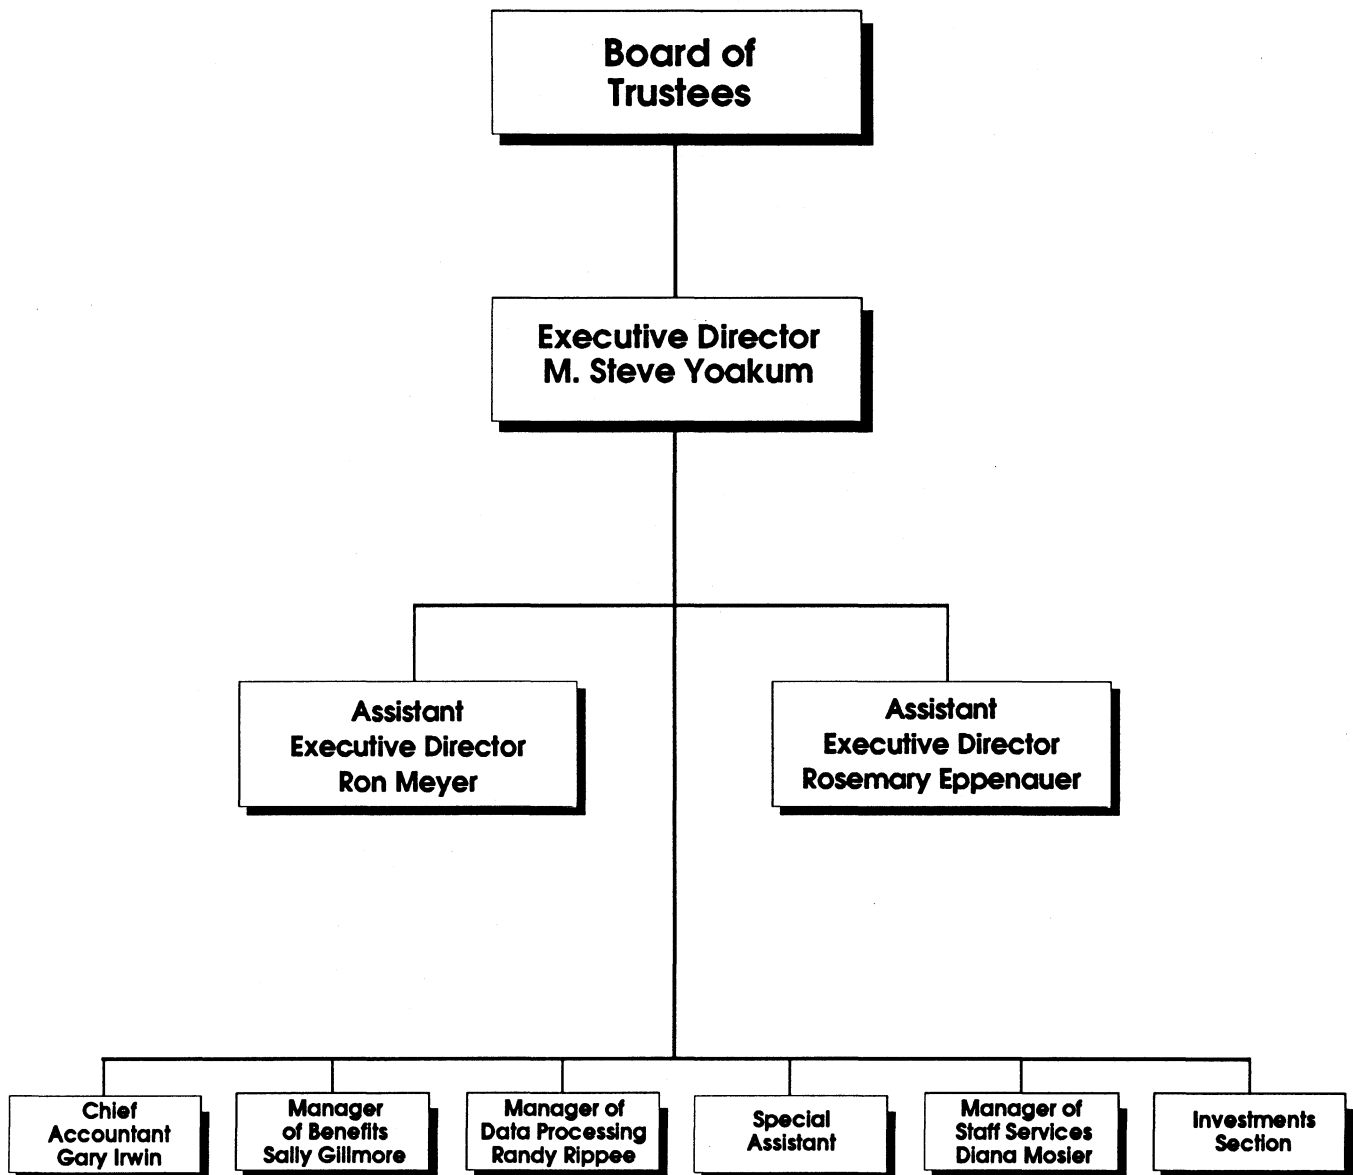 Board of
Trustees
Executive Director
M. Steve Yoakum
Assistant
Executive Director
Ron Meyer
Assistant
Executive Director
Rosemary Eppenauer
Chief
Accountant
Gary Irwin
Manager
of Benefits
Sally Gillmore
Manager of
Data Processing
Randy Rippee
Special
Assistant
Manager of
Staff Services
Diana Mosier
Investments
Section